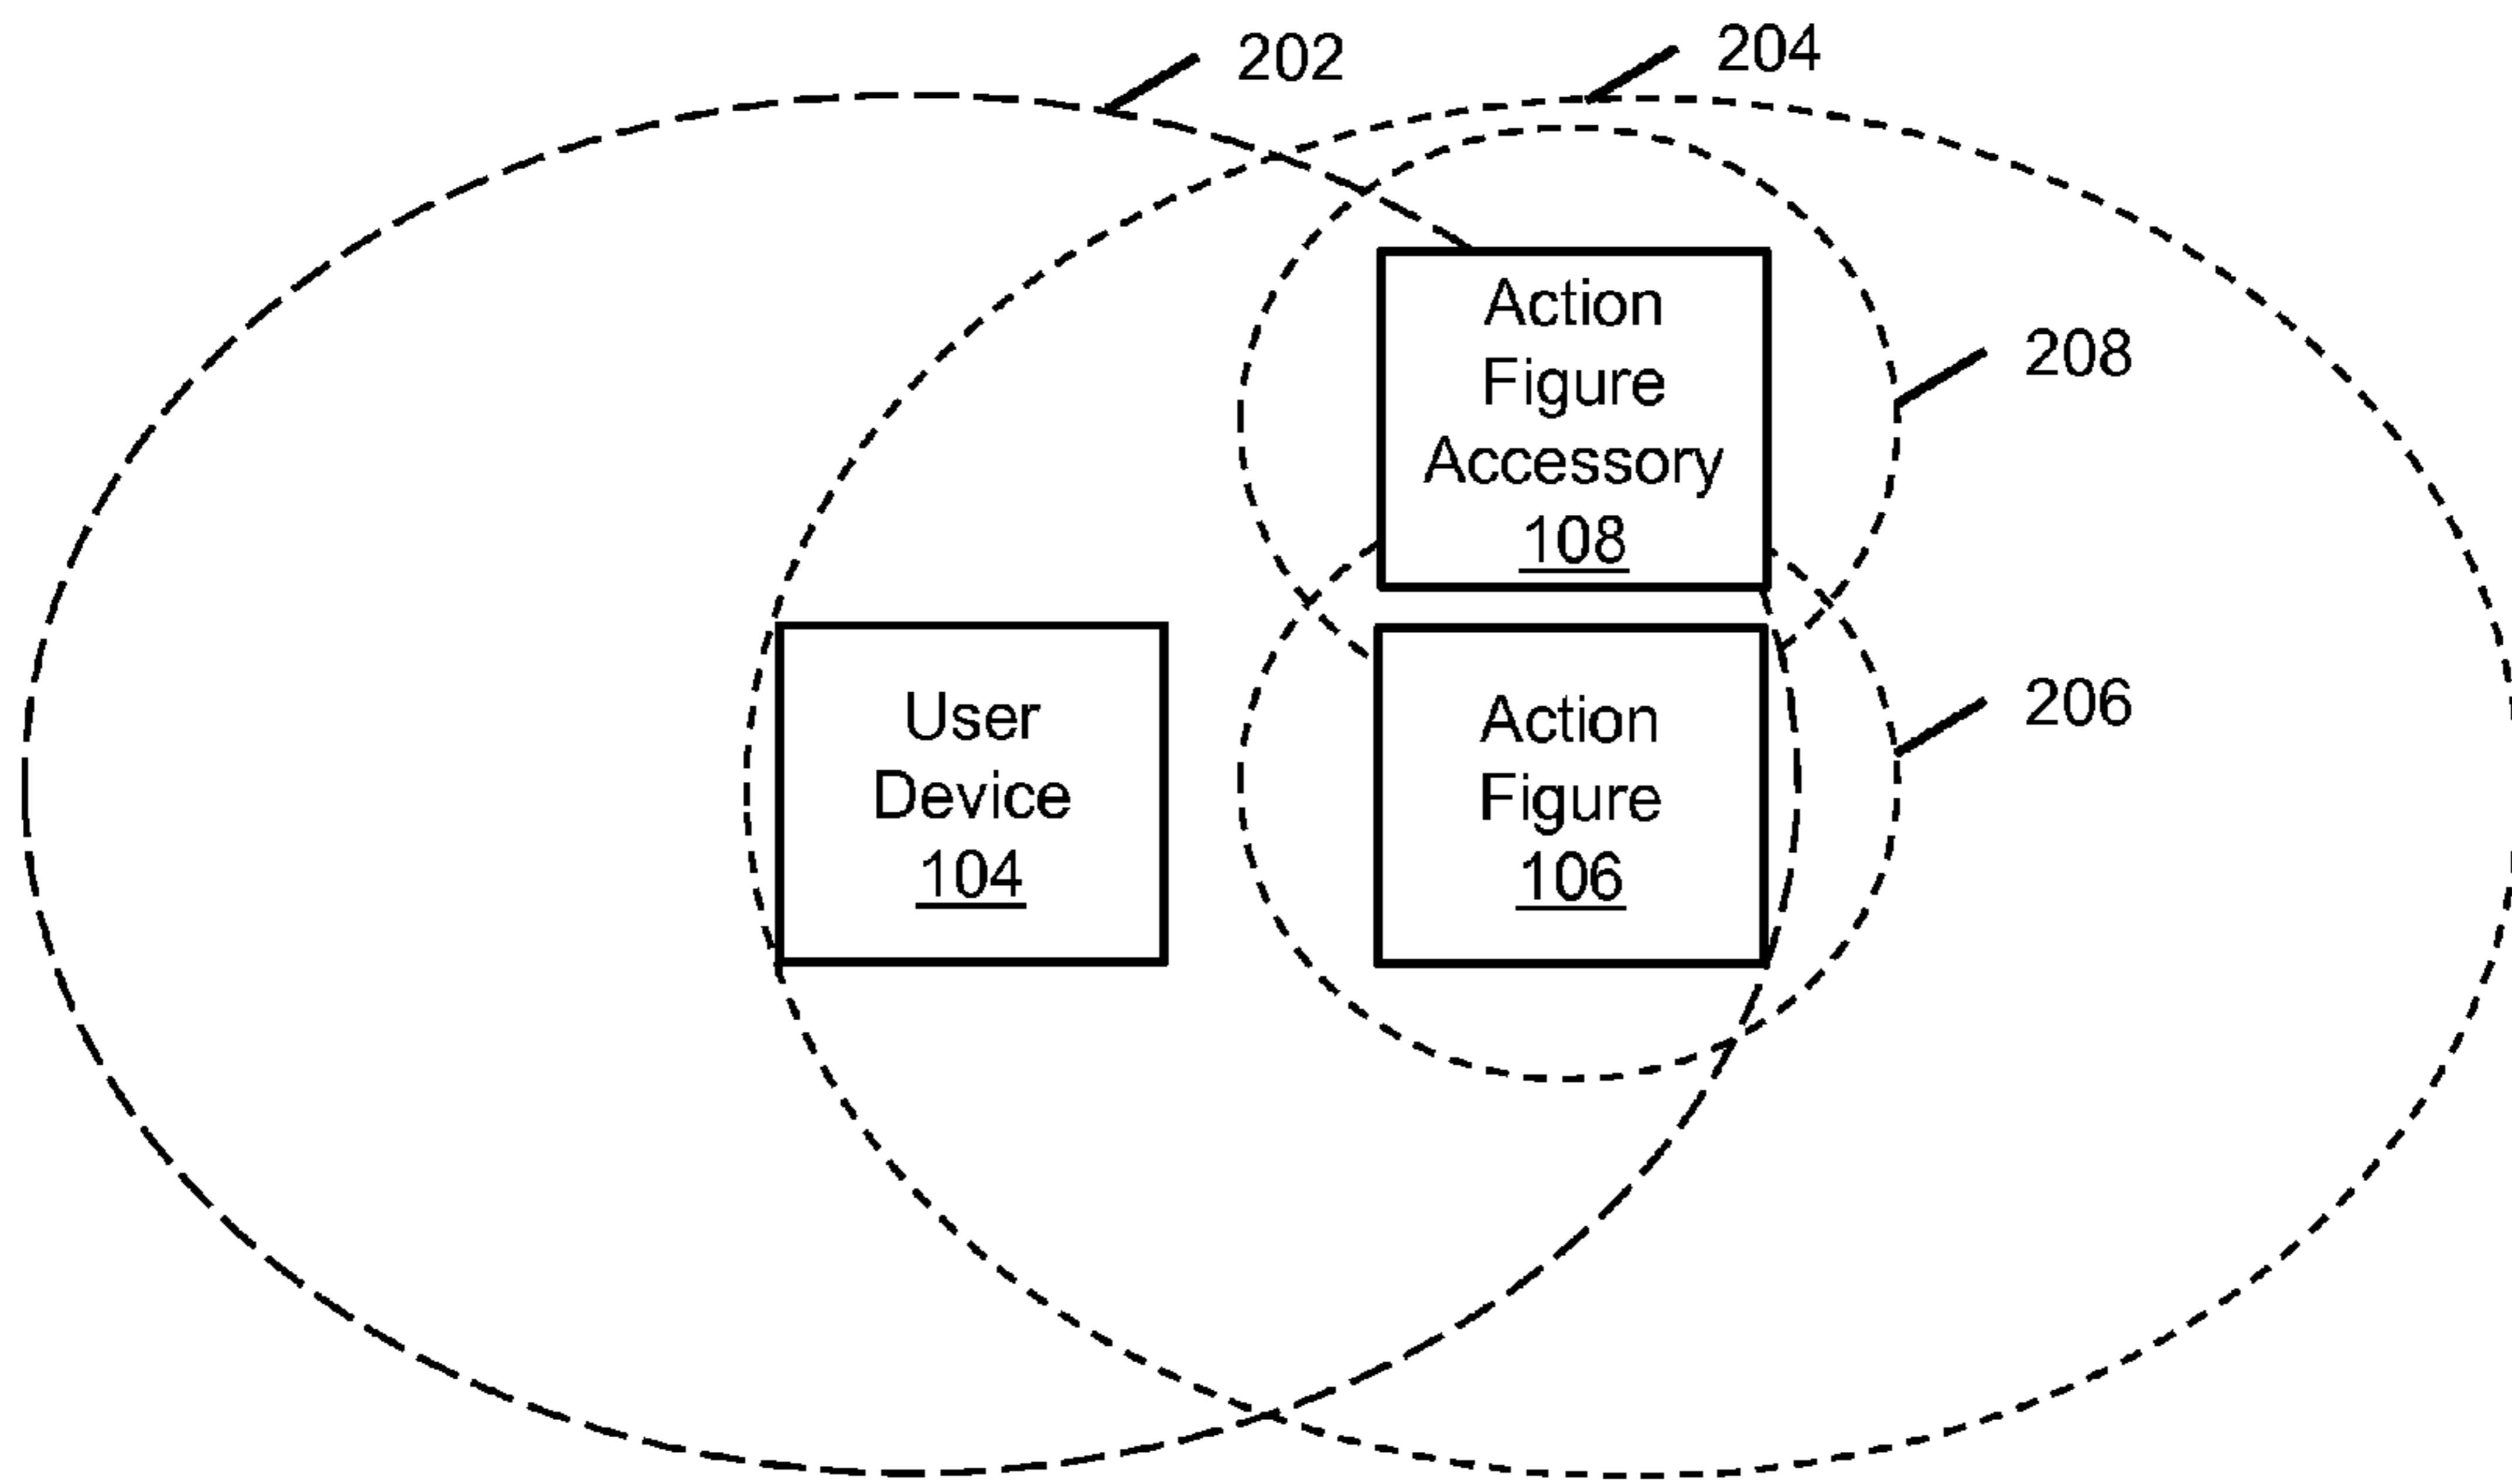 202
204
Action
Figure
Accessory
108
208
User
Device
104
Action
Figure
106
206